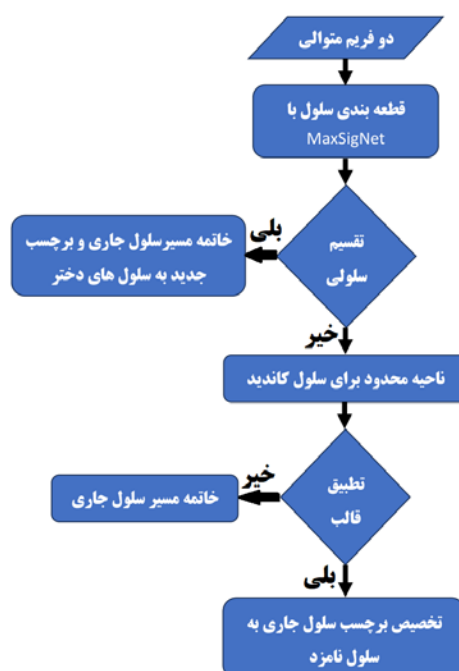 دو فریم متوالی
قطعه بندی سلول با
MaxSigNet
تقسیم
سلولی
بلی
خاتمه مسیرسلول جاری و برچسب
جدید به سلول های دختر
خیر
ناحیه محدود برای سلول کاندید
تطبیق
قالب
خیر
خاتمه مسیر سلول جاری
بلی
تخصیص برچسب سلول جاری به
سلول نامزد